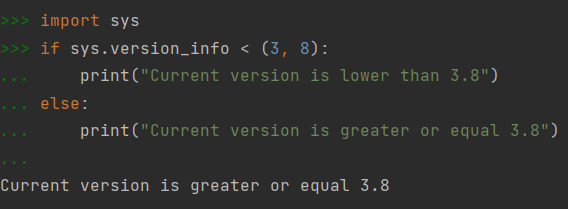 >>> import sys
>>> if sys.version_info < (3, 8):
...     print("Current version is lower than 3.8")
... else:
...     print("Current version is greater or equal 3.8")
...
Current version is greater or equal 3.8